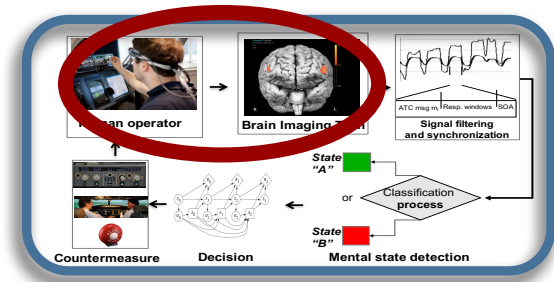 operator
Brain Imaging
ATC msg mᵢ Resp. windows SOA
Signal filtering
and synchronization
State
"A"
or
Classification
process
State
"B"
Countermeasure
Decision
Mental state detection